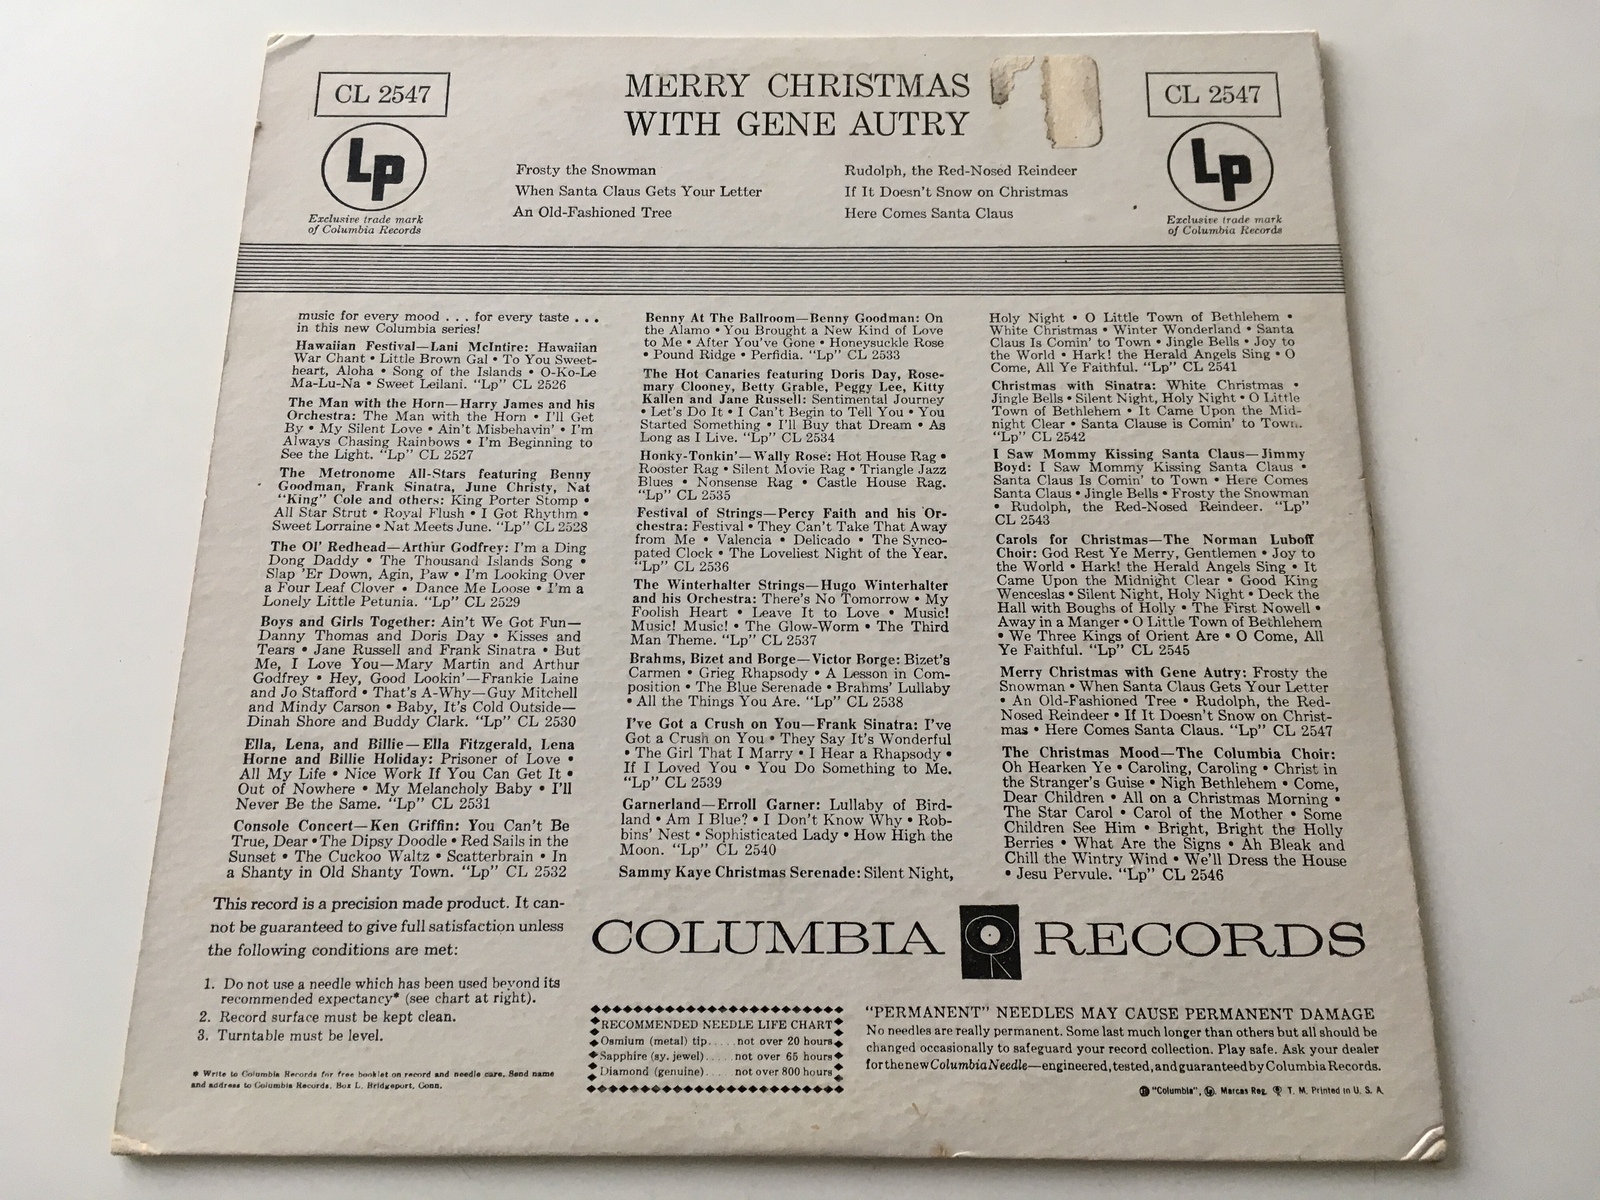 CL 2547
MERRY CHRISTMAS
WITH GENE AUTRY
CL 2547
Lp
Exclusive trade mark
of Columbia Records
Frosty the Snowman
When Santa Claus Gets Your Letter
An Old-Fashioned Tree
Rudolph, the Red-Nosed Reindeer
If It Doesn't Snow on Christmas
Here Comes Santa Claus
Lp
Exclusive trade mark
of Columbia Records
music for every mood . . . for every taste . . .
in this new Columbia series!
Hawaiian Festival—Lani McIntire: Hawaiian
War Chant • Little Brown Gal • To You Sweet-
heart, Aloha • Song of the Islands • O-Ko-Le
Ma-Lu-Na • Sweet Leilani. "Lp" CL 2526
The Man with the Horn—Harry James and his
Orchestra: The Man with the Horn • I'll Get
By • My Silent Love • Ain't Misbehavin' • I'm
Always Chasing Rainbows • I'm Beginning to
See the Light. "Lp" CL 2527
The Metronome All-Stars featuring Benny
Goodman, Frank Sinatra, June Christy, Nat
"King" Cole and others: King Porter Stomp •
All Star Strut • Royal Flush • I Got Rhythm •
Sweet Lorraine • Nat Meets June. "Lp" CL 2528
The Ol' Redhead—Arthur Godfrey: I'm a Ding
Dong Daddy • The Thousand Islands Song •
Slap 'Er Down, Agin, Paw • I'm Looking Over
a Four Leaf Clover • Dance Me Loose • I'm a
Lonely Little Petunia. "Lp" CL 2529
Boys and Girls Together: Ain't We Got Fun—
Danny Thomas and Doris Day • Kisses and
Tears • Jane Russell and Frank Sinatra • But
Me, I Love You—Mary Martin and Arthur
Godfrey • Hey, Good Lookin'—Frankie Laine
and Jo Stafford • That's A-Why—Guy Mitchell
and Mindy Carson • Baby, It's Cold Outside—
Dinah Shore and Buddy Clark. "Lp" CL 2530
Ella, Lena, and Billie—Ella Fitzgerald, Lena
Horne and Billie Holiday: Prisoner of Love •
All My Life • Nice Work If You Can Get It •
Out of Nowhere • My Melancholy Baby • I'll
Never Be the Same. "Lp" CL 2531
Console Concert—Ken Griffin: You Can't Be
True, Dear • The Dipsy Doodle • Red Sails in the
Sunset • The Cuckoo Waltz • Scatterbrain • In
a Shanty in Old Shanty Town. "Lp" CL 2532
Benny At The Ballroom—Benny Goodman: On
the Alamo • You Brought a New Kind of Love
to Me • After You've Gone • Honeysuckle Rose
• Pound Ridge • Perfidia. "Lp" CL 2533
The Hot Canaries featuring Doris Day, Rose-
mary Clooney, Betty Grable, Peggy Lee, Kitty
Kallen and Jane Russell: Sentimental Journey
• Let's Do It • I Can't Begin to Tell You • You
Started Something • I'll Buy that Dream • As
Long as I Live. "Lp" CL 2534
Honky-Tonkin'—Wally Rose: Hot House Rag •
Rooster Rag • Silent Movie Rag • Triangle Jazz
Blues • Nonsense Rag • Castle House Rag.
"Lp" CL 2535
Festival of Strings—Percy Faith and his Or-
chestra: Festival • They Can't Take That Away
from Me • Valencia • Delicado • The Synco-
pated Clock • The Loveliest Night of the Year.
"Lp" CL 2536
The Winterhalter Strings—Hugo Winterhalter
and his Orchestra: There's No Tomorrow • My
Foolish Heart • Leave It to Love • Music!
Music! Music! • The Glow-Worm • The Third
Man Theme. "Lp" CL 2537
Brahms, Bizet and Borge—Victor Borge: Bizet's
Carmen • Grieg Rhapsody • A Lesson in Com-
position • The Blue Serenade • Brahms' Lullaby
• All the Things You Are. "Lp" CL 2538
I've Got a Crush on You—Frank Sinatra: I've
Got a Crush on You • They Say It's Wonderful
• The Girl That I Marry • I Hear a Rhapsody •
If I Loved You • You Do Something to Me.
"Lp" CL 2539
Garnerland—Erroll Garner: Lullaby of Bird-
land • Am I Blue? • I Don't Know Why • Rob-
bins' Nest • Sophisticated Lady • How High the
Moon. "Lp" CL 2540
Sammy Kaye Christmas Serenade: Silent Night,
Holy Night • O Little Town of Bethlehem •
White Christmas • Winter Wonderland • Santa
Claus Is Comin' to Town • Jingle Bells • Joy to
the World • Hark! the Herald Angels Sing • O
Come, All Ye Faithful. "Lp" CL 2541
Christmas with Sinatra: White Christmas •
Jingle Bells • Silent Night, Holy Night • O Little
Town of Bethlehem • It Came Upon the Mid-
night Clear • Santa Clause is Comin' to Town.
"Lp" CL 2542
I Saw Mommy Kissing Santa Claus—Jimmy
Boyd: I Saw Mommy Kissing Santa Claus •
Santa Claus Is Comin' to Town • Here Comes
Santa Claus • Jingle Bells • Frosty the Snowman
• Rudolph, the Red-Nosed Reindeer. "Lp"
CL 2543
Carols for Christmas—The Norman Luboff
Choir: God Rest Ye Merry, Gentlemen • Joy to
the World • Hark! the Herald Angels Sing • It
Came Upon the Midnight Clear • Good King
Wenceslas • Silent Night, Holy Night • Deck the
Hall with Boughs of Holly • The First Nowell •
Away in a Manger • O Little Town of Bethlehem
• We Three Kings of Orient Are • O Come, All
Ye Faithful. "Lp" CL 2545
Merry Christmas with Gene Autry: Frosty the
Snowman • When Santa Claus Gets Your Letter
• An Old-Fashioned Tree • Rudolph, the Red-
Nosed Reindeer • If It Doesn't Snow on Christ-
mas • Here Comes Santa Claus. "Lp" CL 2547
The Christmas Mood—The Columbia Choir:
Oh Hearken Ye • Caroling, Caroling • Christ in
the Stranger's Guise • Nigh Bethlehem • Come,
Dear Children • All on a Christmas Morning •
The Star Carol • Carol of the Mother • Some
Children See Him • Bright, Bright the Holly
Berries • What Are the Signs • Ah Bleak and
Chill the Wintry Wind • We'll Dress the House
• Jesu Pervule. "Lp" CL 2546
This record is a precision made product. It can-
not be guaranteed to give full satisfaction unless
the following conditions are met:
1. Do not use a needle which has been used beyond its
recommended expectancy* (see chart at right).
2. Record surface must be kept clean.
3. Turntable must be level.
* Write to Columbia Records for free booklet on record and needle care. Send name
and address to Columbia Records, Box L, Bridgeport, Conn.
COLUMBIA RECORDS
RECOMMENDED NEEDLE LIFE CHART
Osmium (metal) tip..... not over 20 hours
Sapphire (sy. jewel).... not over 65 hours
Diamond (genuine)... not over 800 hours
"PERMANENT" NEEDLES MAY CAUSE PERMANENT DAMAGE
No needles are really permanent. Some last much longer than others but all should be
changed occasionally to safeguard your record collection. Play safe. Ask your dealer
for the new Columbia Needle—engineered, tested, and guaranteed by Columbia Records.
"Columbia", Lp, Marcas Reg. T. M. Printed in U. S. A.